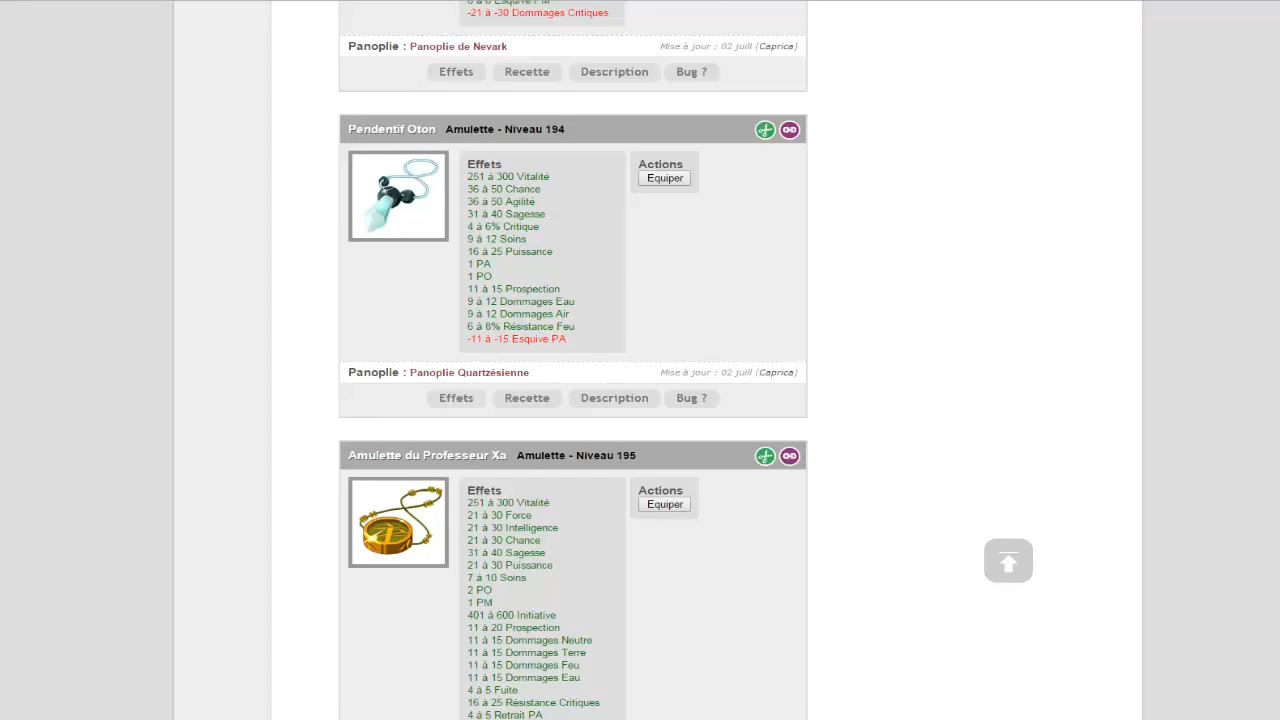 -21 à -30 Dommages Critiques
Panoplie : Panoplie de Nevark
Mise à jour : 02 juill (Caprica)
Effets Recette Description Bug ?
Pendentif Oton Amulette - Niveau 194
Effets
251 à 300 Vitalité
36 à 50 Chance
36 à 50 Agilité
31 à 40 Sagesse
4 à 6% Critique
9 à 12 Soins
16 à 25 Puissance
1 PA
1 PO
11 à 15 Prospection
9 à 12 Dommages Eau
9 à 12 Dommages Air
6 à 8% Résistance Feu
-11 à -15 Esquive PA
Actions
Equiper
Panoplie : Panoplie Quartzésienne
Mise à jour : 02 juill (Caprica)
Effets Recette Description Bug ?
Amulette du Professeur Xa Amulette - Niveau 195
Effets
251 à 300 Vitalité
21 à 30 Force
21 à 30 Intelligence
21 à 30 Chance
31 à 40 Sagesse
21 à 30 Puissance
7 à 10 Soins
2 PO
1 PM
401 à 600 Initiative
11 à 20 Prospection
11 à 15 Dommages Neutre
11 à 15 Dommages Terre
11 à 15 Dommages Feu
11 à 15 Dommages Eau
4 à 5 Fuite
16 à 25 Résistance Critiques
4 à 5 Retrait PA
Actions
Equiper